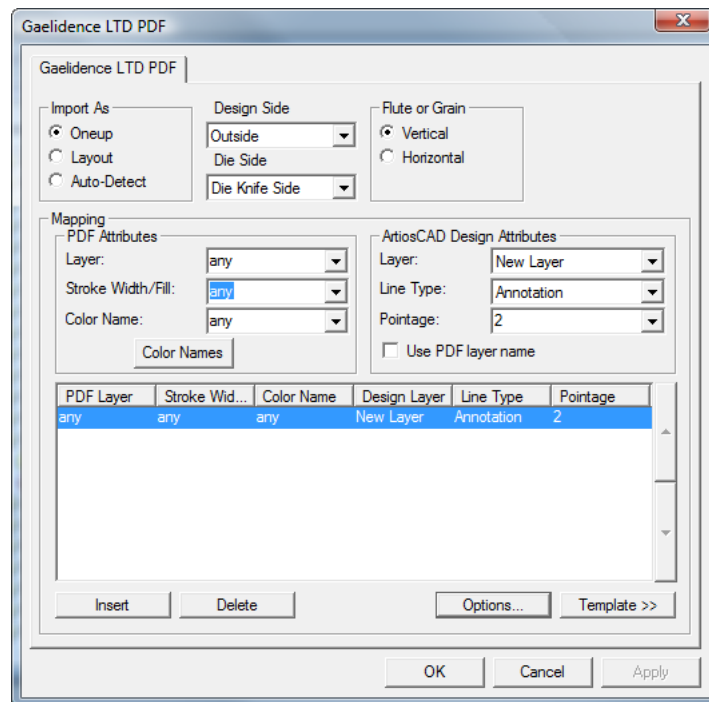 Gaelidence LTD PDF
Gaelidence LTD PDF
Import As
Oneup
Layout
Auto-Detect
Design Side
Outside
Die Side
Die Knife Side
Flute or Grain
Vertical
Horizontal
Mapping
PDF Attributes
Layer: any
Stroke Width/Fill: any
Color Name: any
Color Names
ArtiosCAD Design Attributes
Layer: New Layer
Line Type: Annotation
Pointage: 2
Use PDF layer name
PDF Layer Stroke Wid... Color Name Design Layer Line Type Pointage
any any any New Layer Annotation 2
Insert Delete Options... Template >>
OK Cancel Apply